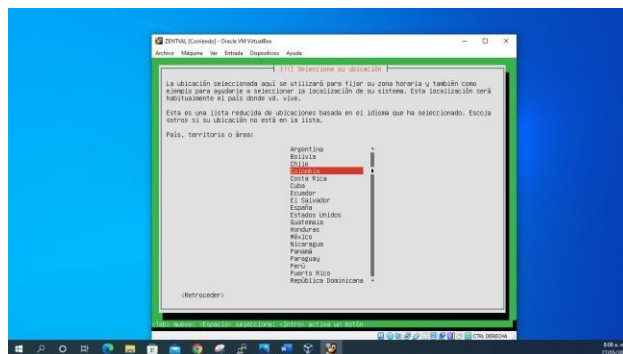 ZENTYAL [Corriendo] - Oracle VM VirtualBox
Archivo Máquina Ver Entrada Dispositivos Ayuda
[!!] Seleccione su ubicación
La ubicación seleccionada aquí se utilizará para fijar su zona horaria y también como
ejemplo para ayudarle a seleccionar la localización de su sistema. Esta localización será
habitualmente el país donde vd. vive.
Esta es una lista reducida de ubicaciones basada en el idioma que ha seleccionado. Escoja
«otro» si su ubicación no está en la lista.
País, territorio o área:
Argentina
Bolivia
Chile
Colombia
Costa Rica
Cuba
Ecuador
El Salvador
España
Estados Unidos
Guatemala
Honduras
México
Nicaragua
Panamá
Paraguay
Perú
Puerto Rico
República Dominicana
<Retroceder>
<Tab> mueve; <Espacio> selecciona; <Intro> activa un botón
CTRL DERECHA